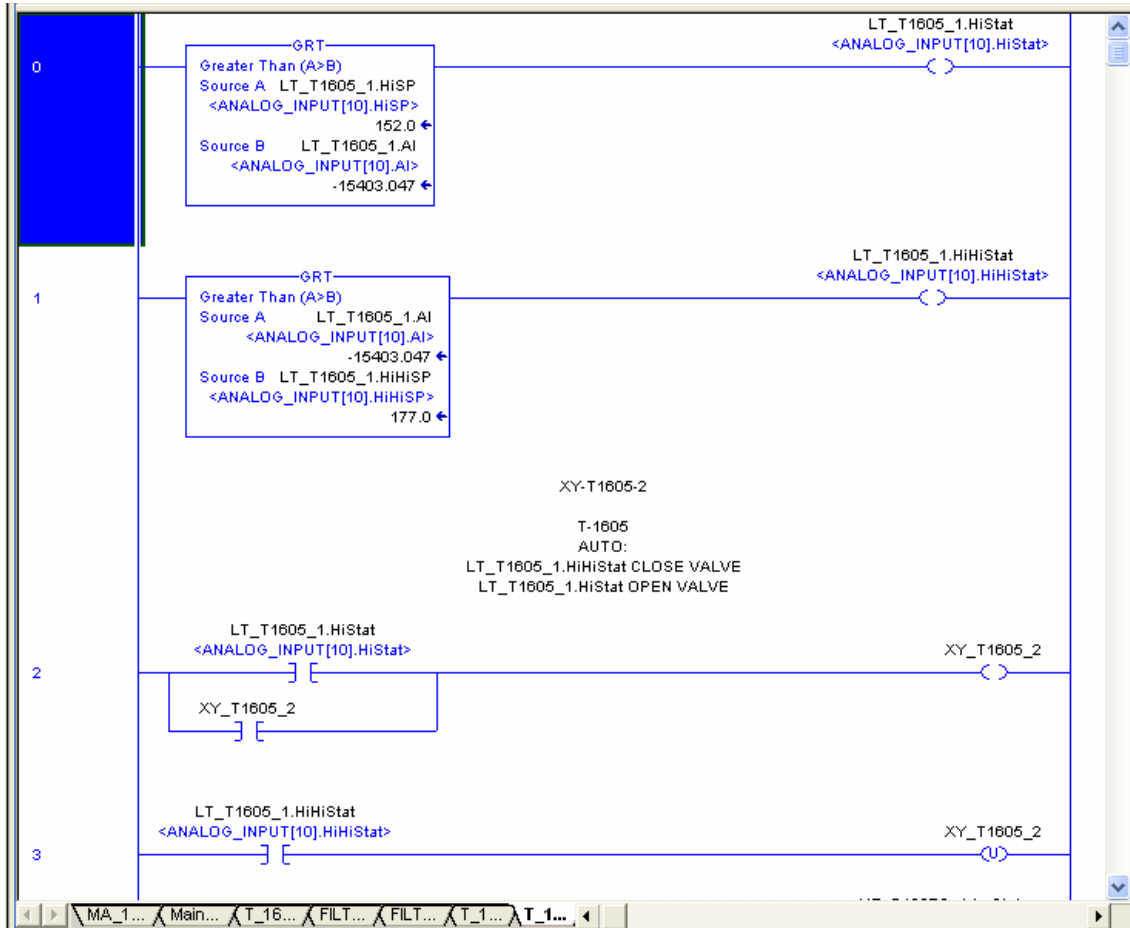 LT_T1605_1.HiStat
<ANALOG_INPUT[10].HiStat>
0
GRT
Greater Than (A>B)
Source A LT_T1605_1.HiSP
<ANALOG_INPUT[10].HiSP>
152.0
Source B LT_T1605_1.AI
<ANALOG_INPUT[10].AI>
-15403.047
LT_T1605_1.HiHiStat
<ANALOG_INPUT[10].HiHiStat>
1
GRT
Greater Than (A>B)
Source A LT_T1605_1.AI
<ANALOG_INPUT[10].AI>
-15403.047
Source B LT_T1605_1.HiHiSP
<ANALOG_INPUT[10].HiHiSP>
177.0
XY-T1605-2
T-1605
AUTO:
LT_T1605_1.HiHiStat CLOSE VALVE
LT_T1605_1.HiStat OPEN VALVE
LT_T1605_1.HiStat
<ANALOG_INPUT[10].HiStat>
XY_T1605_2
2
XY_T1605_2
LT_T1605_1.HiHiStat
<ANALOG_INPUT[10].HiHiStat>
XY_T1605_2
3
U
MA_1... Main... T_16... FILT... FILT... T_1... T_1...